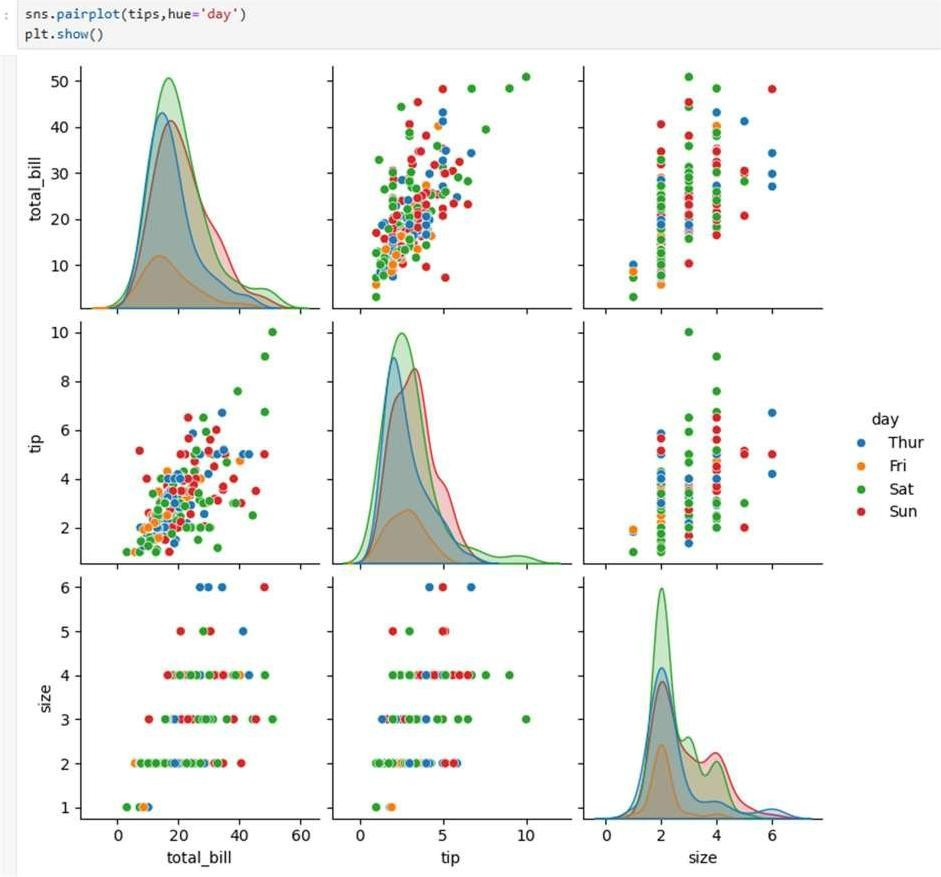 sns.pairplot(tips,hue='day')
plt.show()
50
40
30
20
10
total_bill
10
8
6
4
2
tip
day
Thur
Fri
Sat
Sun
6
5
4
3
2
1
size
0 20 40 60
total_bill
0 5 10
tip
0 2 4 6
size